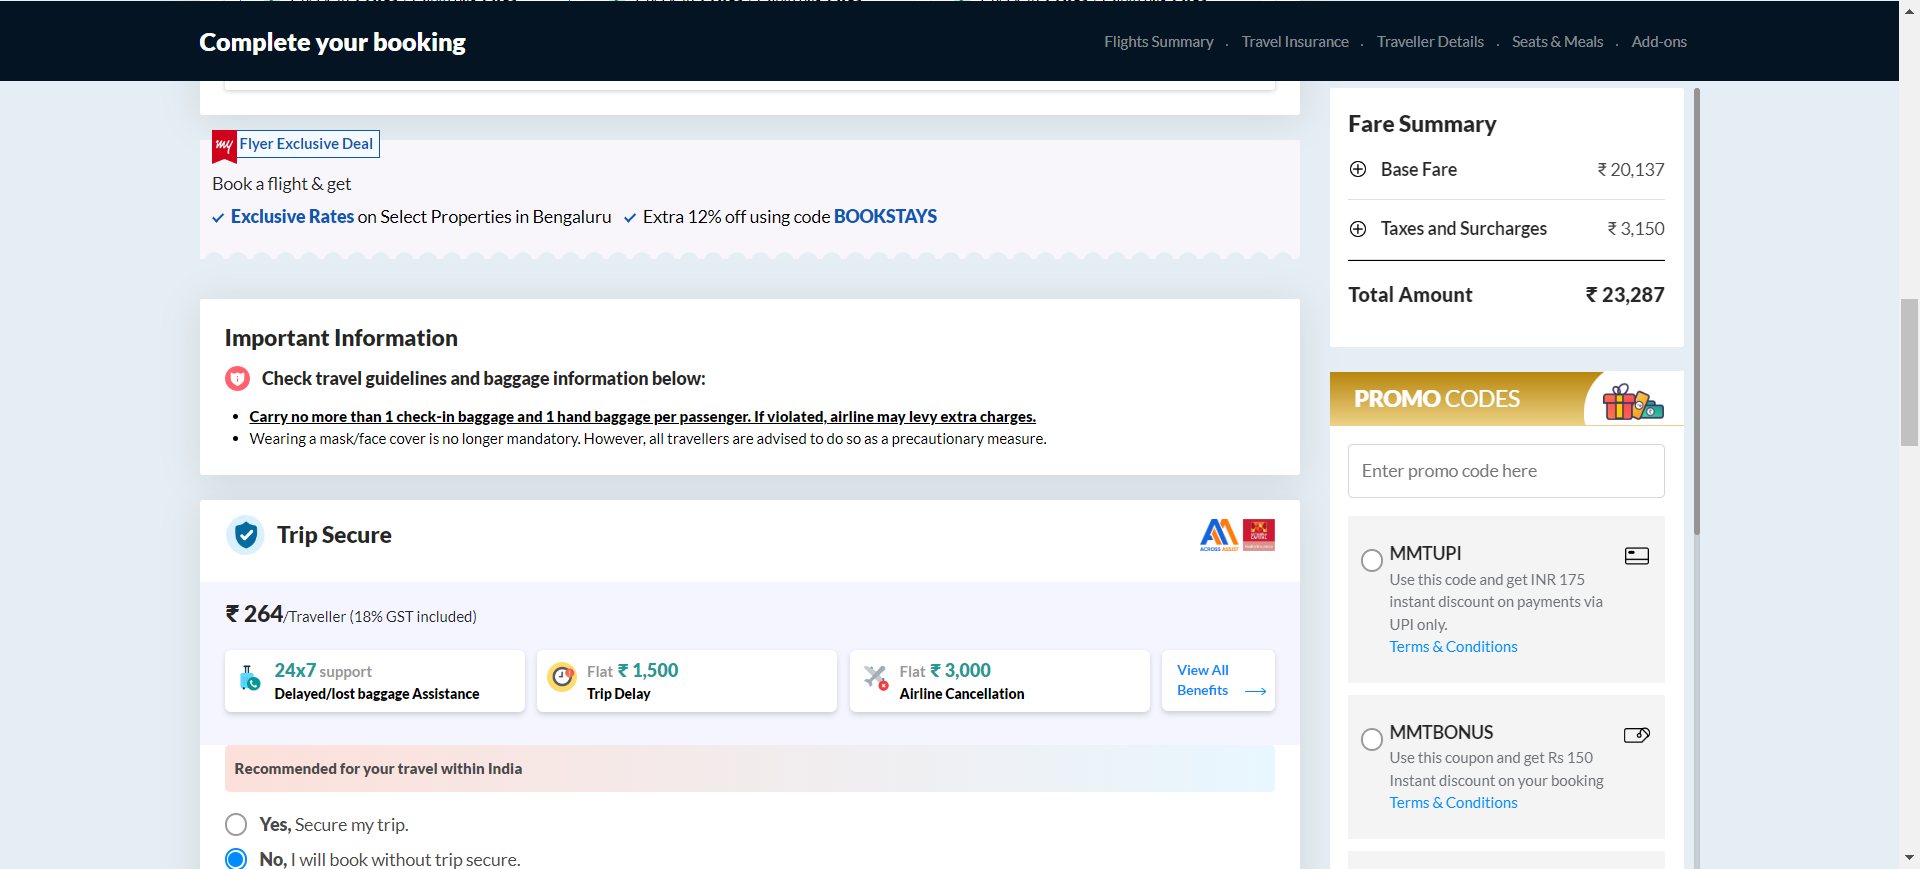 Complete your booking
Flights Summary . Travel Insurance . Traveller Details . Seats & Meals . Add-ons
my Flyer Exclusive Deal
Book a flight & get
Exclusive Rates on Select Properties in Bengaluru Extra 12% off using code BOOKSTAYS
Important Information
Check travel guidelines and baggage information below:
• Carry no more than 1 check-in baggage and 1 hand baggage per passenger. If violated, airline may levy extra charges.
• Wearing a mask/face cover is no longer mandatory. However, all travellers are advised to do so as a precautionary measure.
Trip Secure
ACROSS ASSIST
₹ 264/Traveller (18% GST included)
24x7 support
Delayed/lost baggage Assistance
Flat ₹ 1,500
Trip Delay
Flat ₹ 3,000
Airline Cancellation
View All
Benefits
Recommended for your travel within India
Yes, Secure my trip.
No, I will book without trip secure.
Fare Summary
Base Fare ₹ 20,137
Taxes and Surcharges ₹ 3,150
Total Amount ₹ 23,287
PROMO CODES
Enter promo code here
MMTUPI
Use this code and get INR 175
instant discount on payments via
UPI only.
Terms & Conditions
MMTBONUS
Use this coupon and get Rs 150
Instant discount on your booking
Terms & Conditions